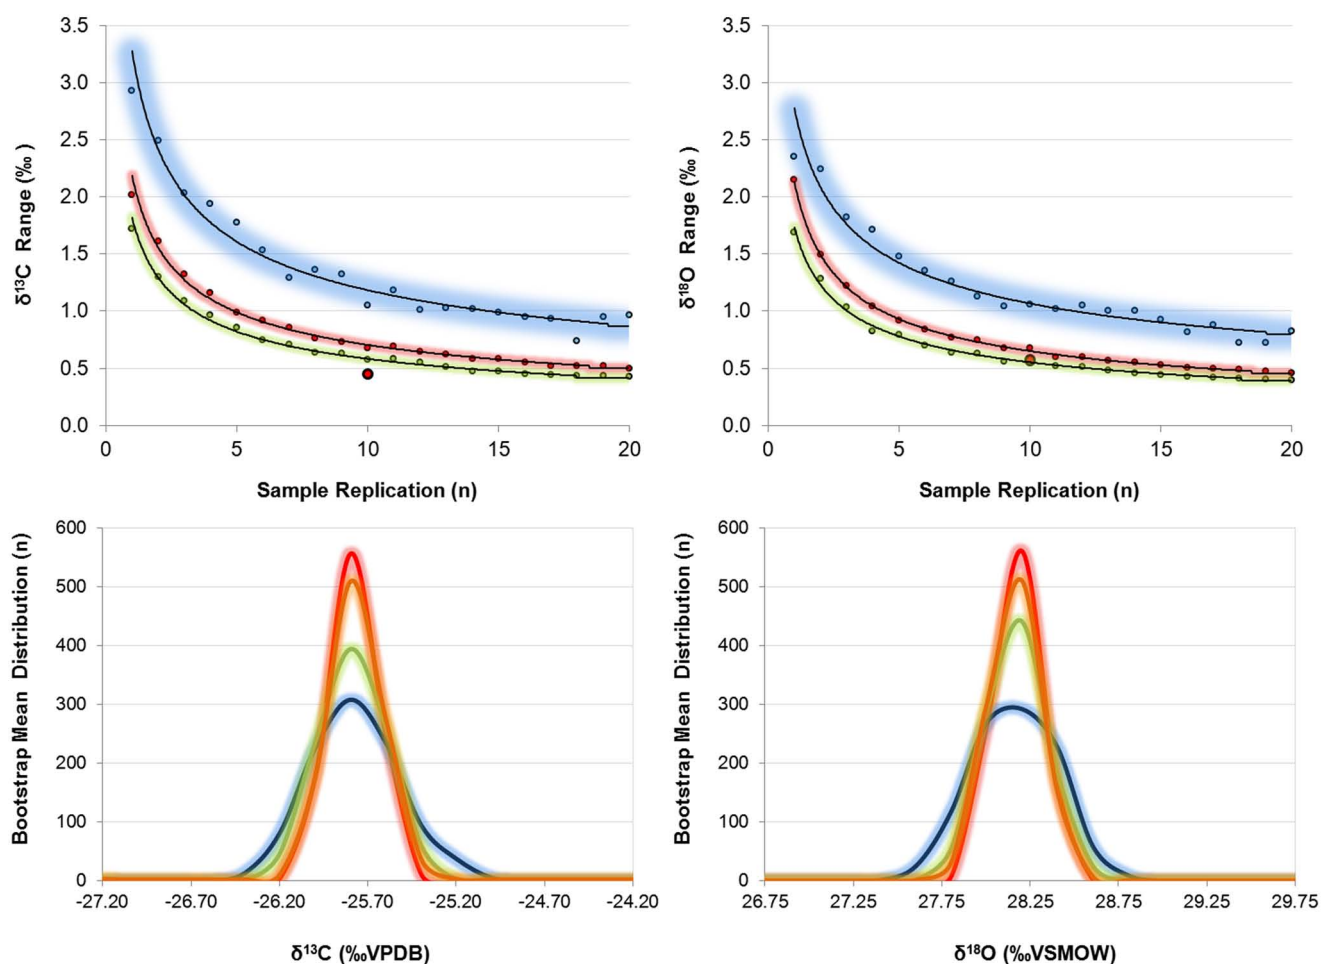 3.5
3.0
2.5
2.0
1.5
1.0
0.5
0.0
δ¹³C Range (‰)
0 5 10 15 20
Sample Replication (n)
3.5
3.0
2.5
2.0
1.5
1.0
0.5
0.0
δ¹⁸O Range (‰ )
0 5 10 15 20
Sample Replication (n)
600
500
400
300
200
100
0
Bootstrap Mean Distribution (n)
-27.20 -26.70 -26.20 -25.70 -25.20 -24.70 -24.20
δ¹³C (‰VPDB)
600
500
400
300
200
100
0
Bootstrap Mean Distribution (n)
26.75 27.25 27.75 28.25 28.75 29.25 29.75
δ¹⁸O (‰VSMOW)